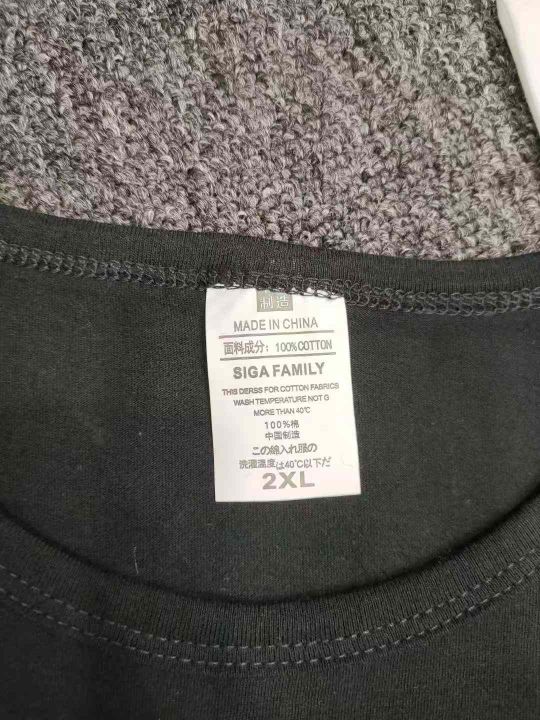 制造
MADE IN CHINA
面料成分：100%COTTON
SIGA FAMILY
THIS DERSS FOR COTTON FABRICS
WASH TEMPERATURE NOT G
MORE THAN 40℃
100%棉
中国制造
この綿入れ服の
洗濯温度は40℃以下だ
2XL